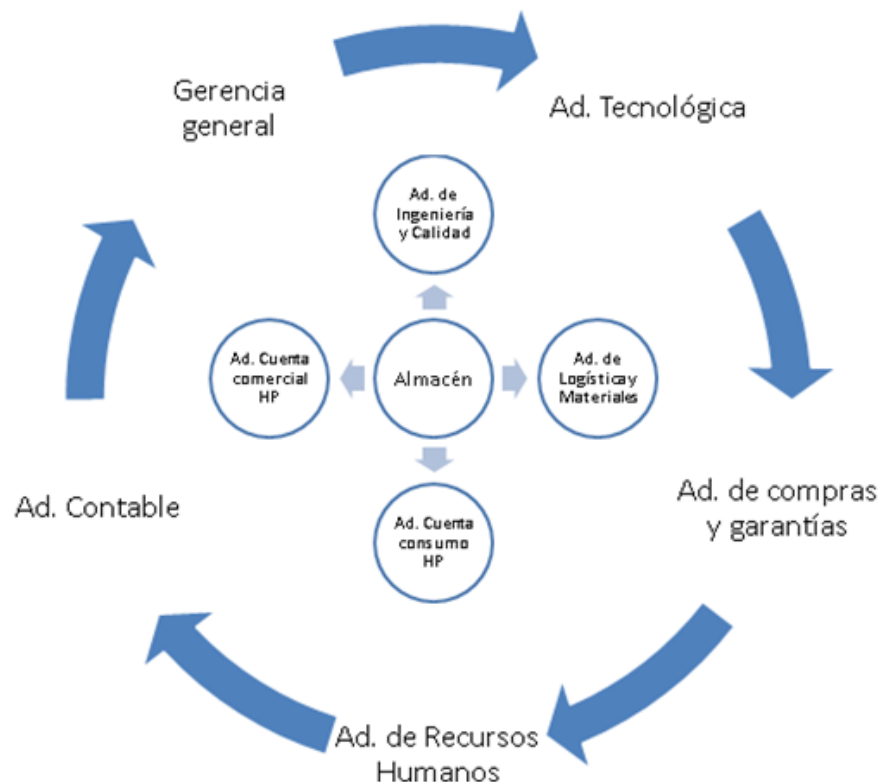 Gerencia
general
Ad. Tecnológica
Ad. de
Ingeniería
y Calidad
Ad. Cuenta
comercial
HP
Almacén
Ad. de
Logística y
Materiales
Ad. Cuenta
consumo
HP
Ad. Contable
Ad. de compras
y garantías
Ad. de Recursos
Humanos